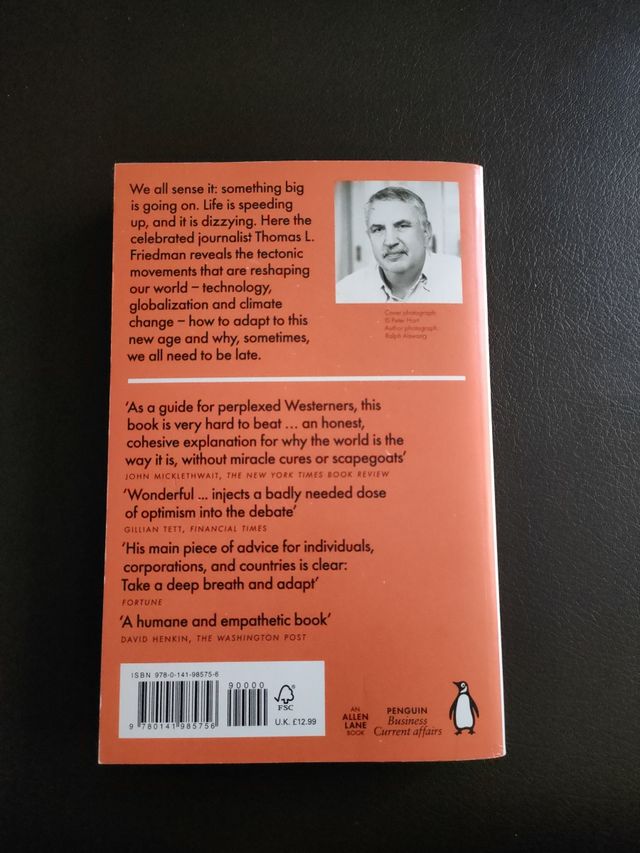 We all sense it: something big
is going on. Life is speeding
up, and it is dizzying. Here the
celebrated journalist Thomas L.
Friedman reveals the tectonic
movements that are reshaping
our world – technology,
globalization and climate
change – how to adapt to this
new age and why, sometimes,
we all need to be late.
Cover photograph:
© Peter Hart
Author photograph:
Ralph Alswang
'As a guide for perplexed Westerners, this
book is very hard to beat ... an honest,
cohesive explanation for why the world is the
way it is, without miracle cures or scapegoats'
JOHN MICKLETHWAIT, THE NEW YORK TIMES BOOK REVIEW
'Wonderful ... injects a badly needed dose
of optimism into the debate'
GILLIAN TETT, FINANCIAL TIMES
'His main piece of advice for individuals,
corporations, and countries is clear:
Take a deep breath and adapt'
FORTUNE
'A humane and empathetic book'
DAVID HENKIN, THE WASHINGTON POST
ISBN 978-0-141-98575-6
90000
9 780141 985756
FSC
U.K. £12.99
AN
ALLEN
LANE
BOOK
PENGUIN
Business
Current affairs